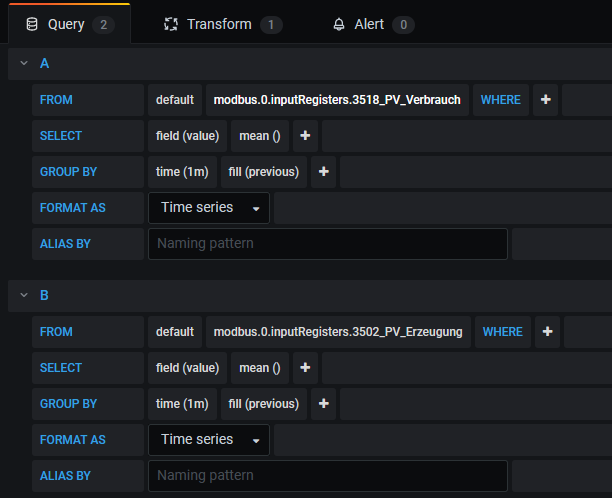 Query 2 Transform 1 Alert 0
A
FROM default modbus.0.inputRegisters.3518_PV_Verbrauch WHERE +
SELECT field (value) mean () +
GROUP BY time (1m) fill (previous) +
FORMAT AS Time series
ALIAS BY Naming pattern
B
FROM default modbus.0.inputRegisters.3502_PV_Erzeugung WHERE +
SELECT field (value) mean () +
GROUP BY time (1m) fill (previous) +
FORMAT AS Time series
ALIAS BY Naming pattern